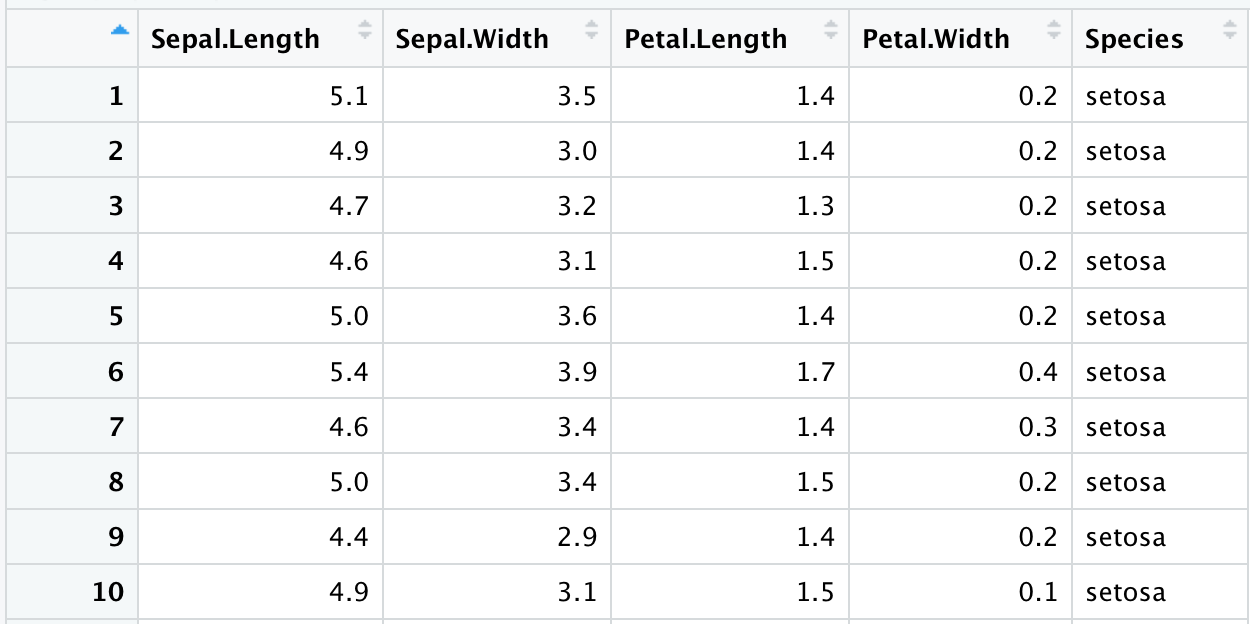 Sepal.Length Sepal.Width Petal.Length Petal.Width Species
1 5.1 3.5 1.4 0.2 setosa
2 4.9 3.0 1.4 0.2 setosa
3 4.7 3.2 1.3 0.2 setosa
4 4.6 3.1 1.5 0.2 setosa
5 5.0 3.6 1.4 0.2 setosa
6 5.4 3.9 1.7 0.4 setosa
7 4.6 3.4 1.4 0.3 setosa
8 5.0 3.4 1.5 0.2 setosa
9 4.4 2.9 1.4 0.2 setosa
10 4.9 3.1 1.5 0.1 setosa